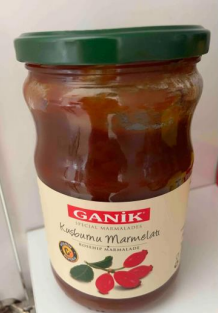 GANİK
SPECIAL MARMALADES
Kuşburnu Marmelatı
ROSEHIP MARMALADE